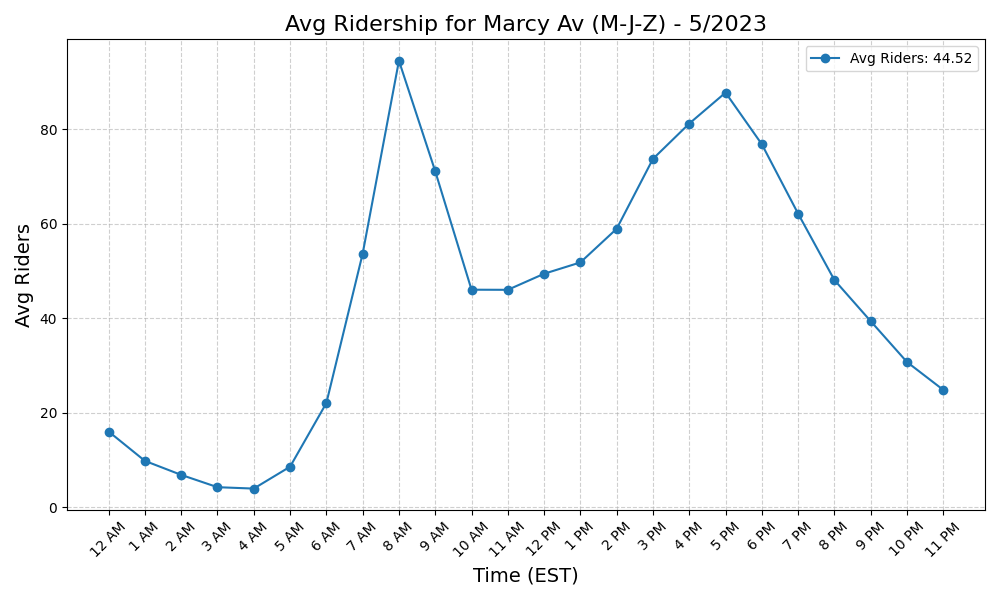 Avg Ridership for Marcy Av (M-J-Z) - 5/2023
Avg Riders: 44.52
Avg Riders
80
60
40
20
0
12 AM
1 AM
2 AM
3 AM
4 AM
5 AM
6 AM
7 AM
8 AM
9 AM
10 AM
11 AM
12 PM
1 PM
2 PM
3 PM
4 PM
5 PM
6 PM
7 PM
8 PM
9 PM
10 PM
11 PM
Time (EST)